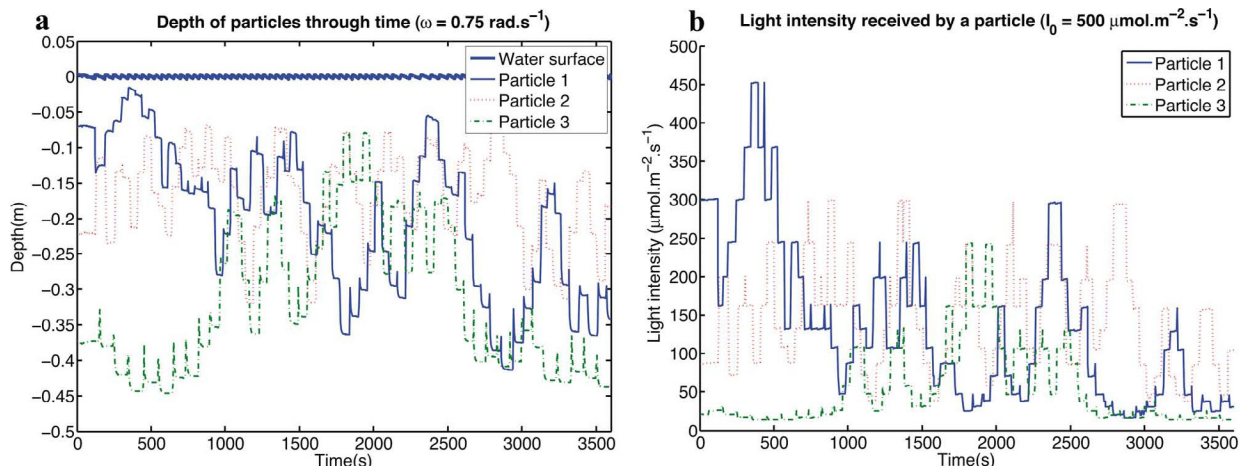 a
Depth of particles through time (ω = 0.75 rad.s⁻¹)
0.05
0
−0.05
−0.1
−0.15
−0.2
−0.25
−0.3
−0.35
−0.4
−0.45
−0.5
Depth(m)
0 500 1000 1500 2000 2500 3000 3500
Time(s)
Water surface
Particle 1
Particle 2
Particle 3
b
Light intensity received by a particle (I₀ = 500 μmol.m⁻².s⁻¹)
500
450
400
350
300
250
200
150
100
50
0
Light intensity (μmol.m⁻².s⁻¹)
0 500 1000 1500 2000 2500 3000 3500
Time(s)
Particle 1
Particle 2
Particle 3